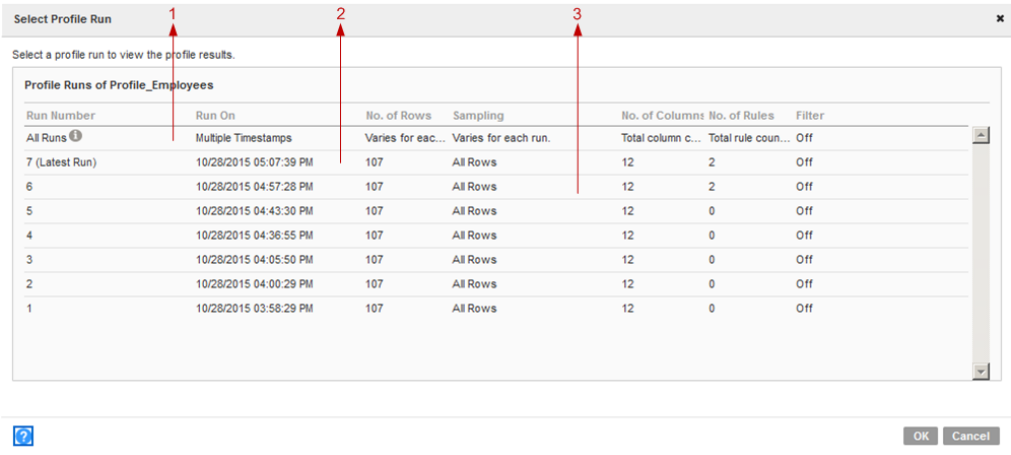 Select Profile Run 1 2 3
Select a profile run to view the profile results.
Profile Runs of Profile_Employees
Run Number Run On No. of Rows Sampling No. of Columns No. of Rules Filter
All Runs Multiple Timestamps Varies for eac... Varies for each run. Total column c... Total rule coun... Off
7 (Latest Run) 10/28/2015 05:07:39 PM 107 All Rows 12 2 Off
6 10/28/2015 04:57:28 PM 107 All Rows 12 2 Off
5 10/28/2015 04:43:30 PM 107 All Rows 12 0 Off
4 10/28/2015 04:36:55 PM 107 All Rows 12 0 Off
3 10/28/2015 04:05:50 PM 107 All Rows 12 0 Off
2 10/28/2015 04:00:29 PM 107 All Rows 12 0 Off
1 10/28/2015 03:58:29 PM 107 All Rows 12 0 Off
OK Cancel